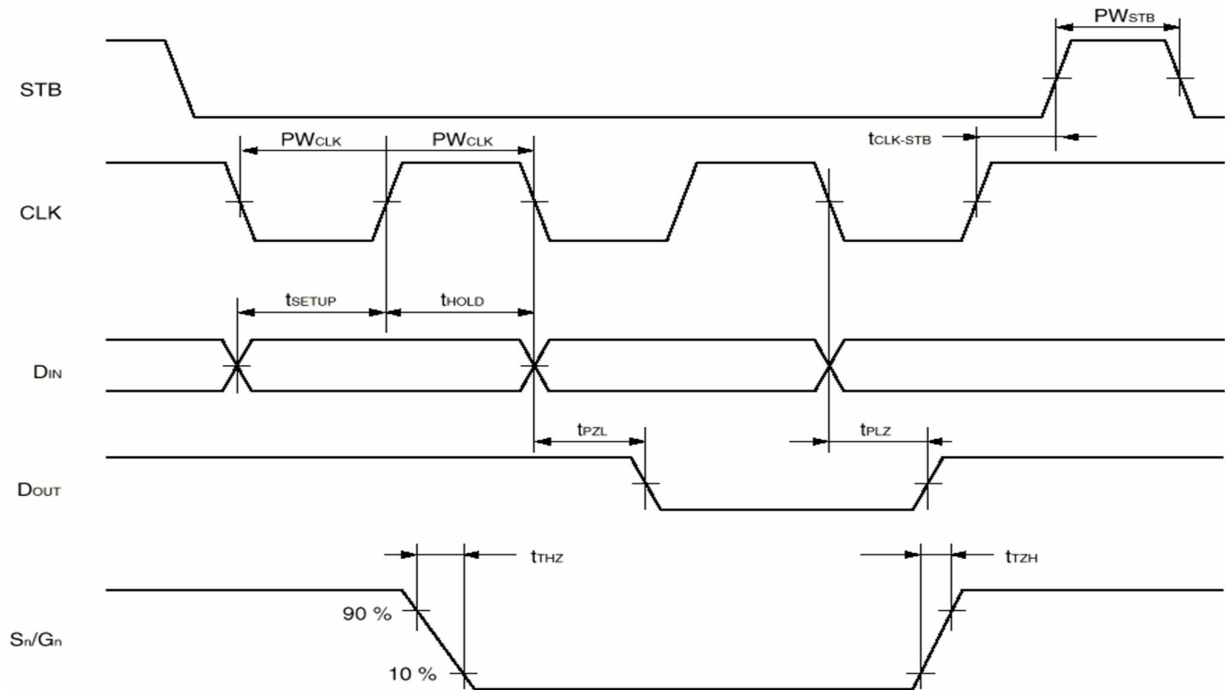 PWSTB
STB
tCLK-STB
PWCLK PWCLK
CLK
tSETUP tHOLD
DIN
tPZL tPLZ
DOUT
tTHZ tTZH
90 %
Sn/Gn
10 %